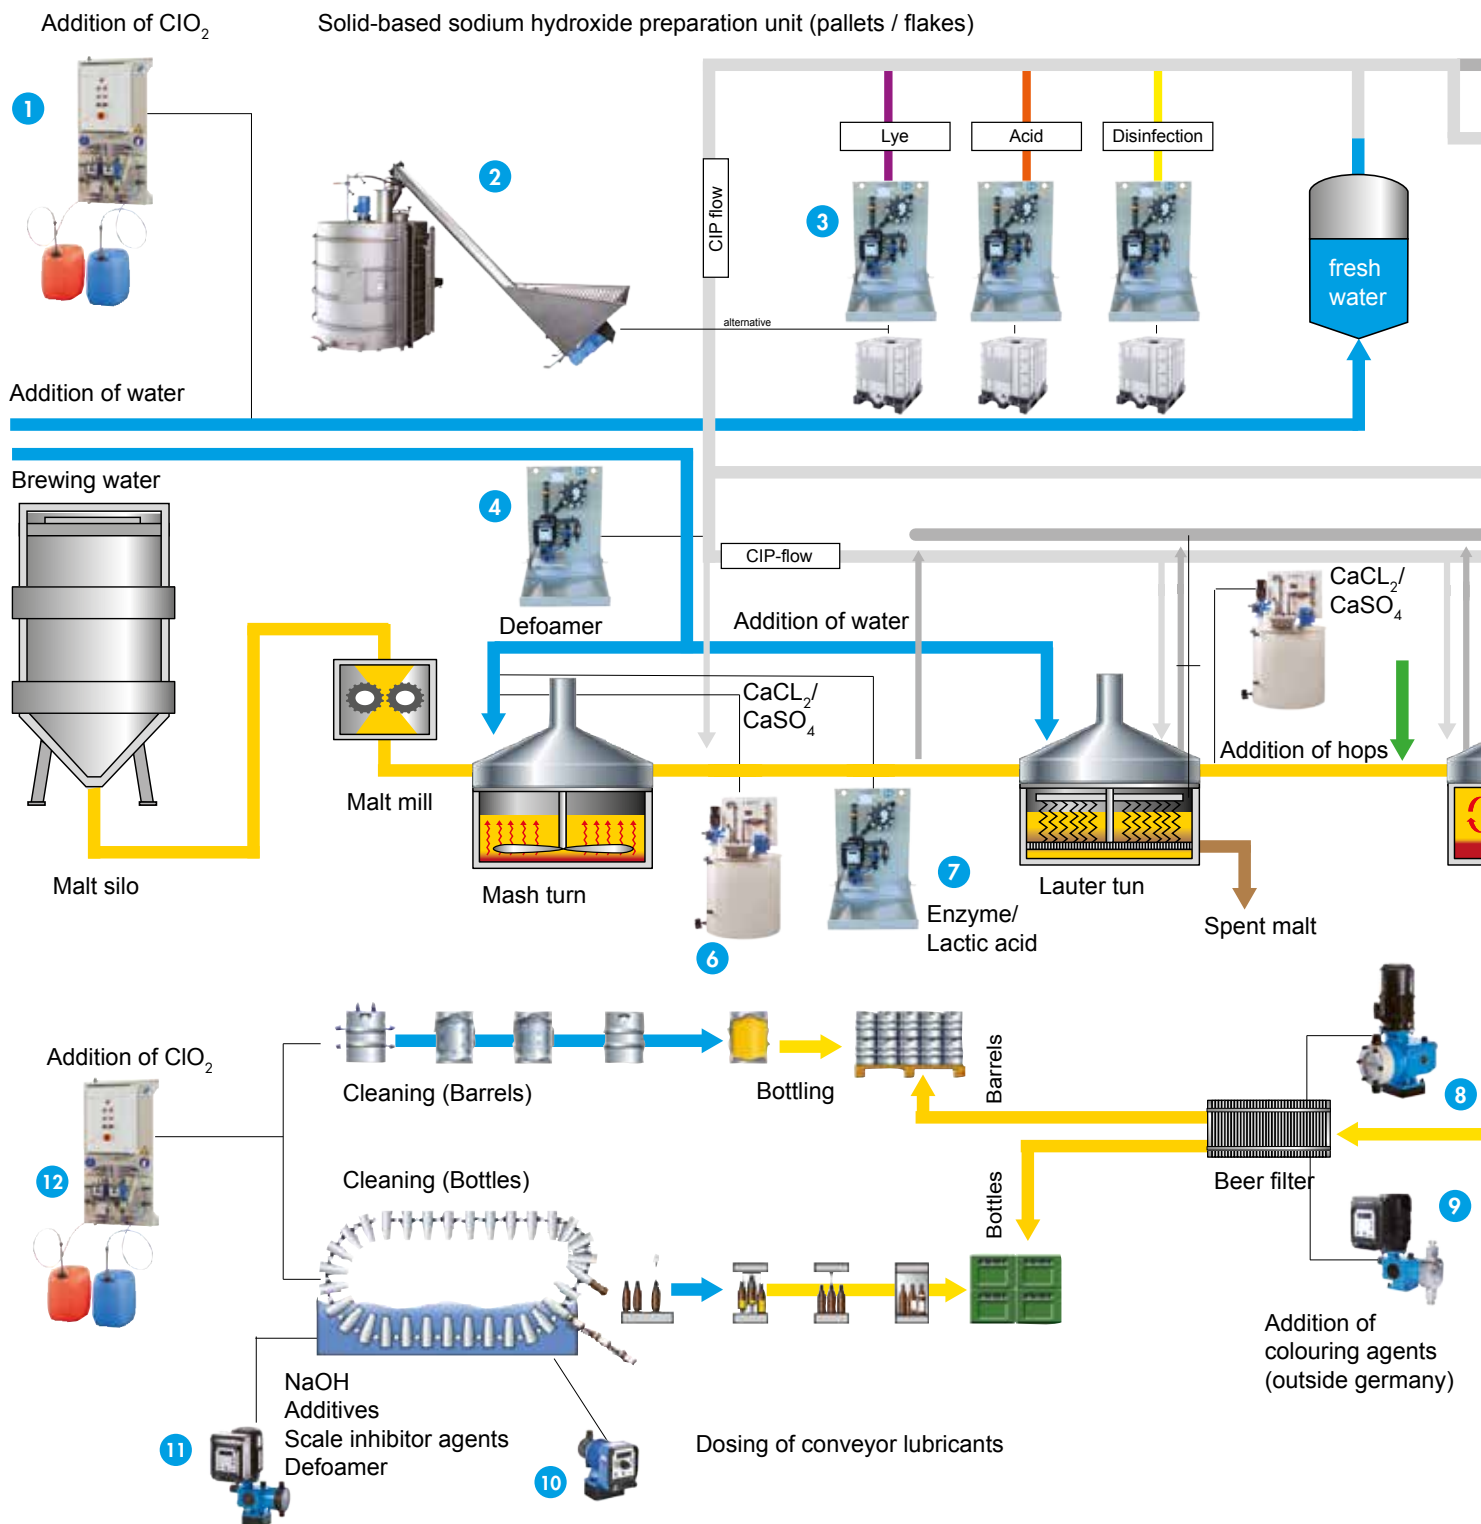 Addition of ClO2
Solid-based sodium hydroxide preparation unit (pallets / flakes)
1
2
Lye
Acid
Disinfection
CIP flow
3
fresh
water
alternative
Addition of water
Brewing water
4
CIP-flow
CaCL2/
CaSO4
Defoamer
Addition of water
CaCL2/
CaSO4
Addition of hops
Malt mill
Malt silo
Mash turn
7
Lauter tun
Enzyme/
Lactic acid
Spent malt
6
Addition of ClO2
Cleaning (Barrels)
Bottling
Barrels
8
12
Cleaning (Bottles)
Bottles
Beer filter
9
Addition of
colouring agents
(outside germany)
NaOH
Additives
Scale inhibitor agents
Defoamer
11
10
Dosing of conveyor lubricants